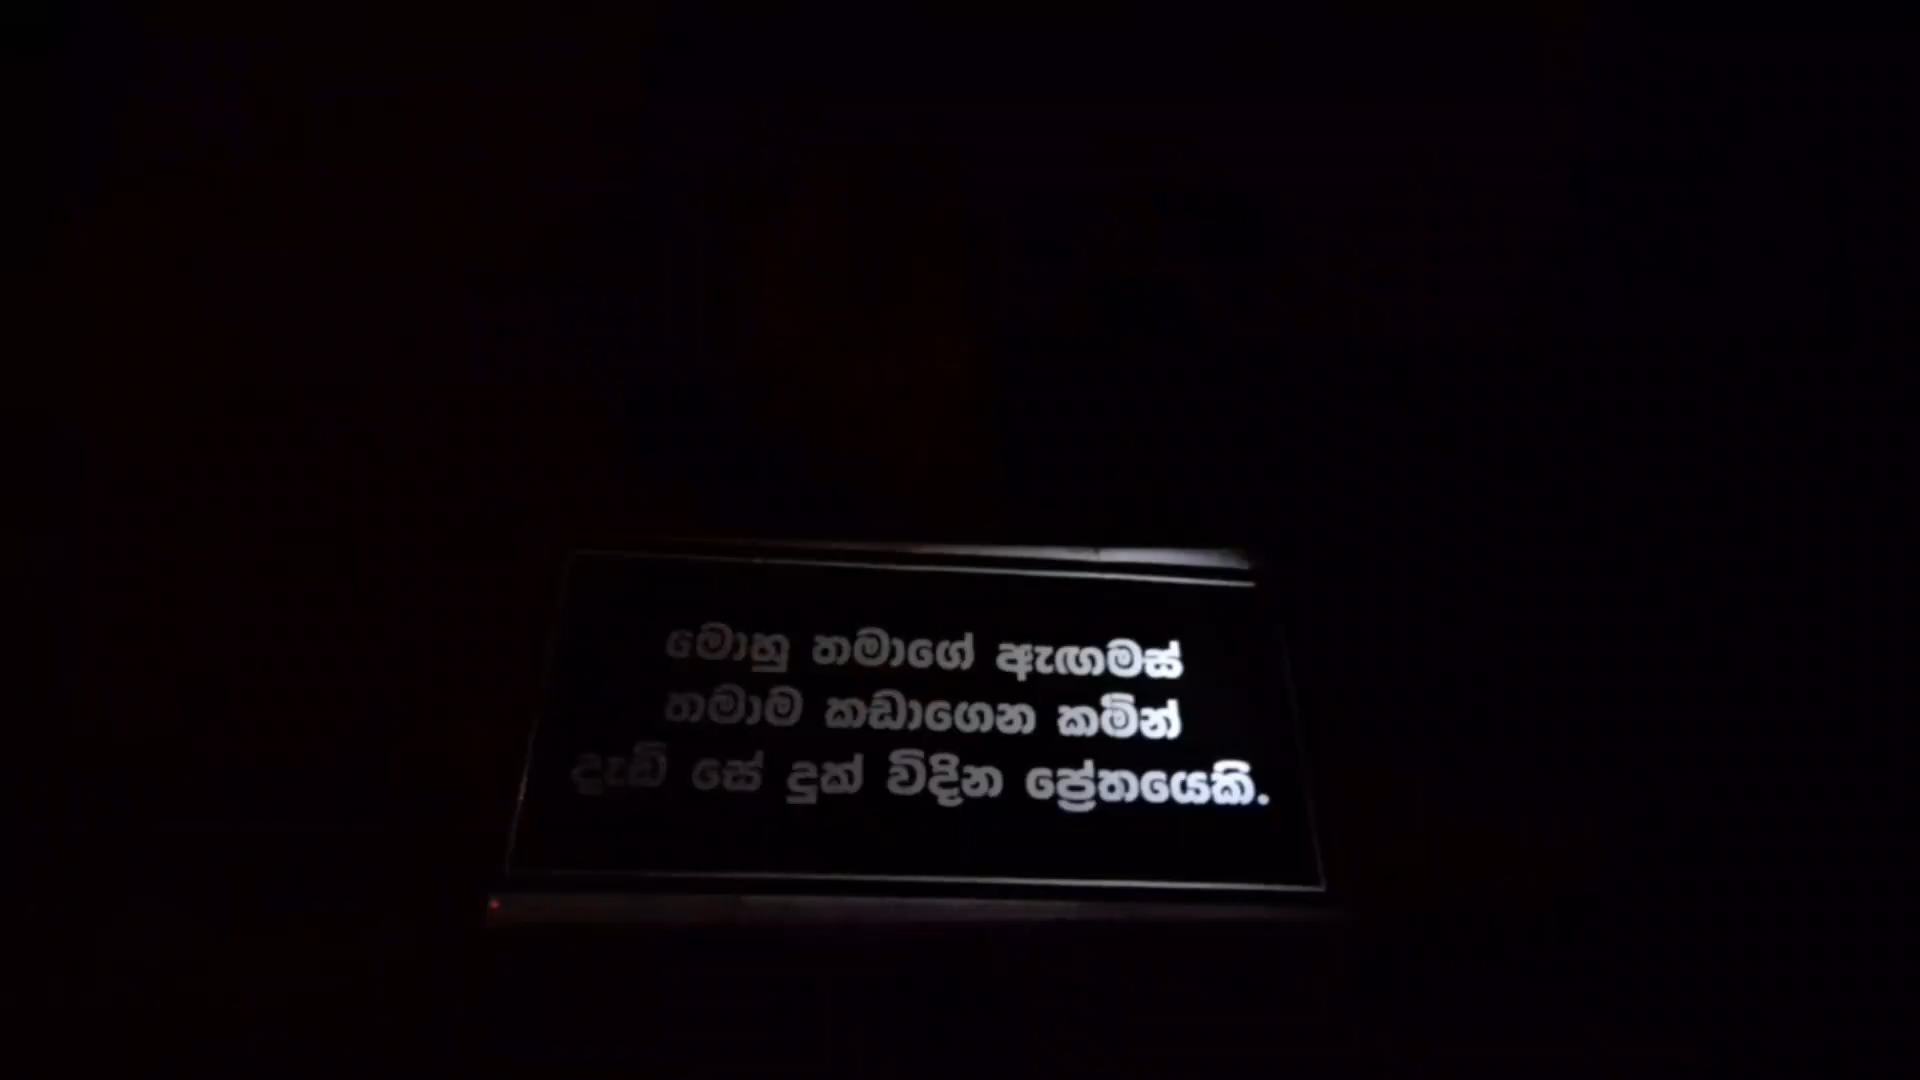 මොහු තමාගේ ඇඟමස්
තමාම කඩාගෙන කමින්
දැඩි සේ දුක් විදින ප්‍රේතයෙකි.